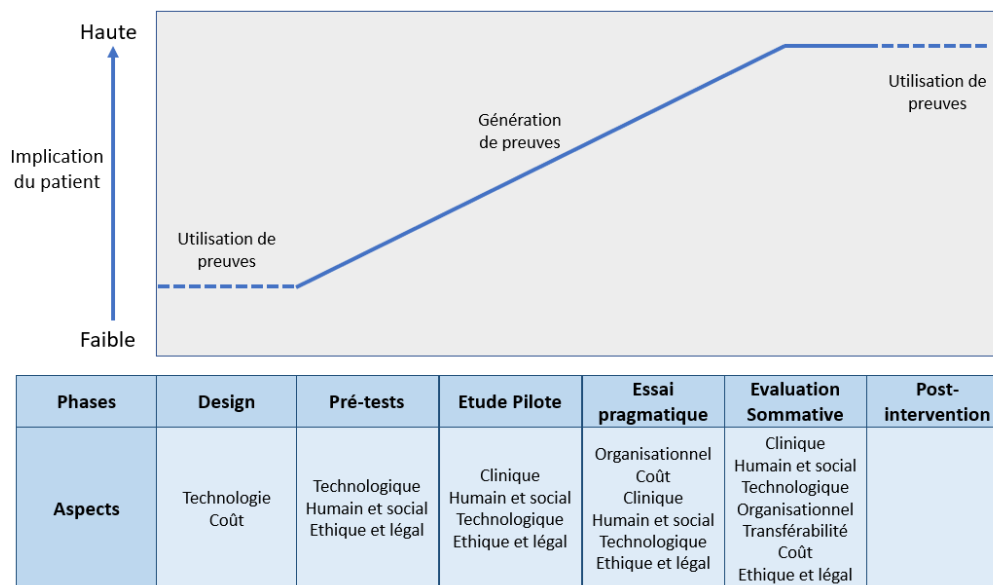 Haute
Implication
du patient
Faible
Utilisation de
preuves
Génération
de preuves
Utilisation de
preuves
Phases
Design
Pré-tests
Etude Pilote
Essai
pragmatique
Evaluation
Sommative
Post-
intervention
Aspects
Technologie
Coût
Technologique
Humain et social
Ethique et légal
Clinique
Humain et social
Technologique
Ethique et légal
Organisationnel
Coût
Clinique
Humain et social
Technologique
Ethique et légal
Clinique
Humain et social
Technologique
Organisationnel
Transférabilité
Coût
Ethique et légal